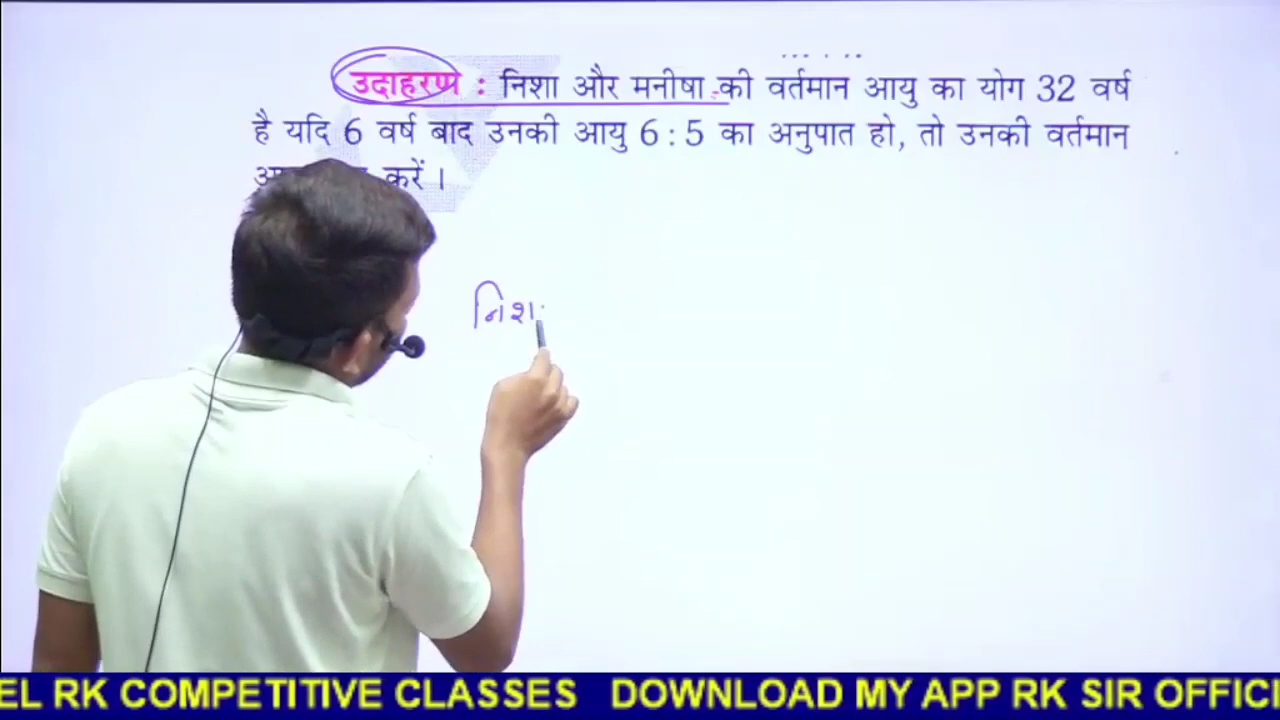 उदाहरण : निशा और मनीषा की वर्तमान आयु का योग 32 वर्ष
है यदि 6 वर्ष बाद उनकी आयु 6 : 5 का अनुपात हो, तो उनकी वर्तमान
करें ।
निशा
EL RK COMPETITIVE CLASSES DOWNLOAD MY APP RK SIR OFFICI